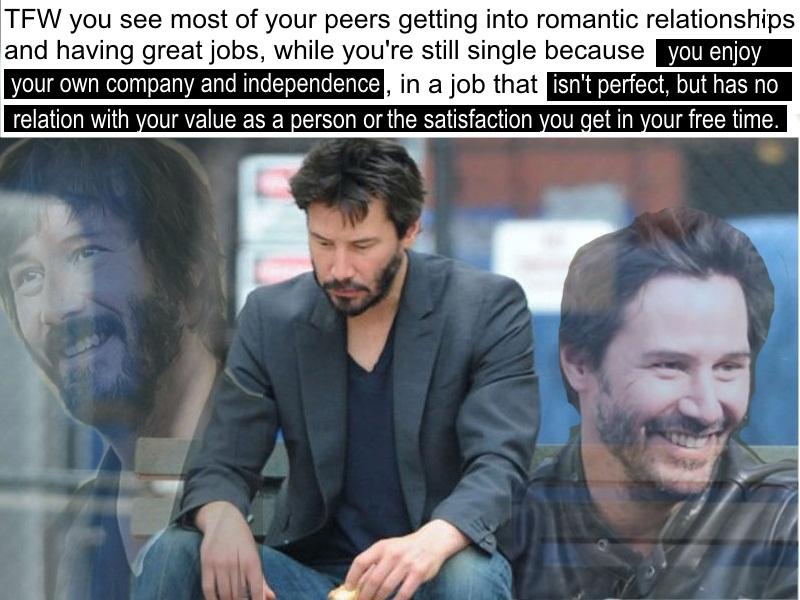 TFW you see most of your peers getting into romantic relationships
and having great jobs, while you're still single because you enjoy
your own company and independence, in a job that isn't perfect, but has no
relation with your value as a person or the satisfaction you get in your free time.